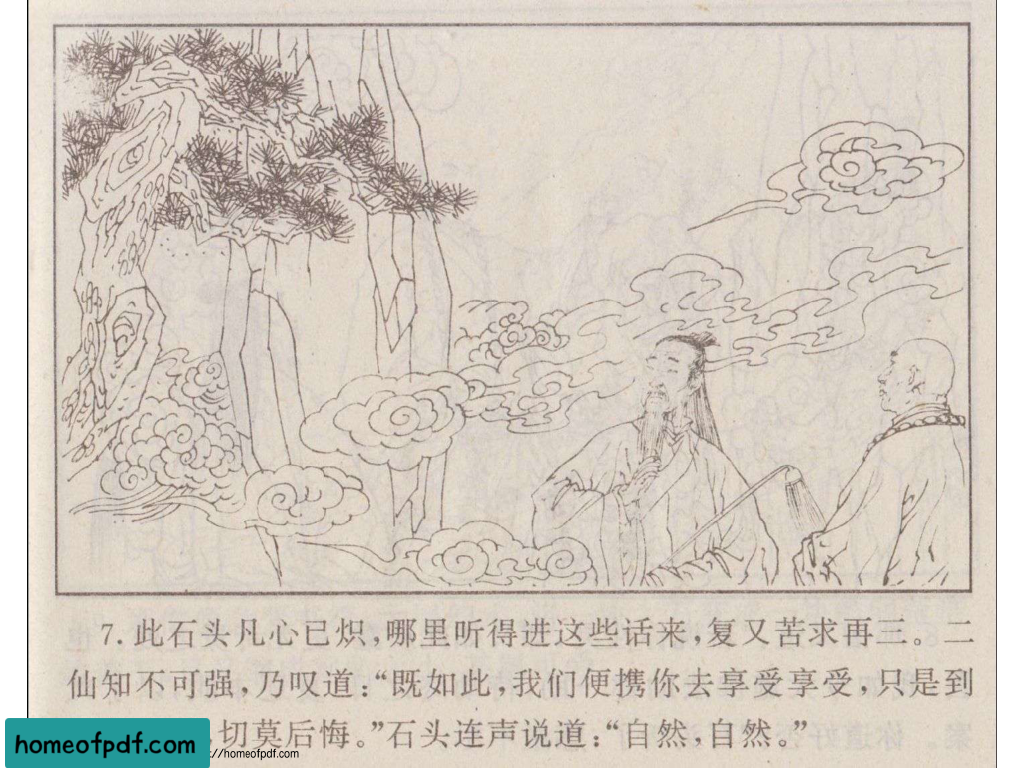 7. 此石头凡心已炽，哪里听得进这些话来，复又苦求再三。二
仙知不可强，乃叹道：“既如此，我们便携你去享受享受，只是到
，切莫后悔。”石头连声说道：“自然，自然。”
homeofpdf.com
://homeofpdf.com